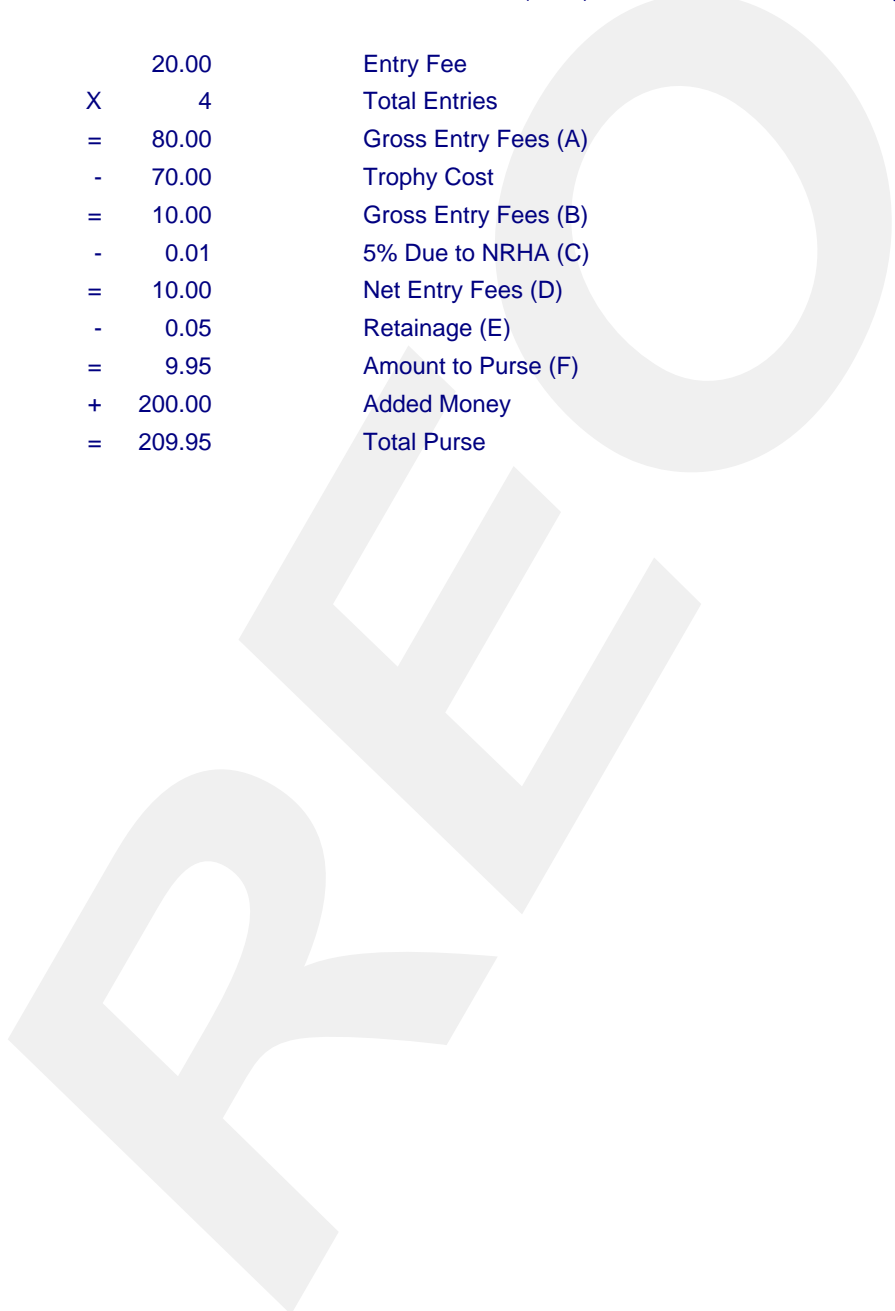 20.00 Entry Fee
X 4 Total Entries
= 80.00 Gross Entry Fees (A)
- 70.00 Trophy Cost
= 10.00 Gross Entry Fees (B)
- 0.01 5% Due to NRHA (C)
= 10.00 Net Entry Fees (D)
- 0.05 Retainage (E)
= 9.95 Amount to Purse (F)
+ 200.00 Added Money
= 209.95 Total Purse
REO